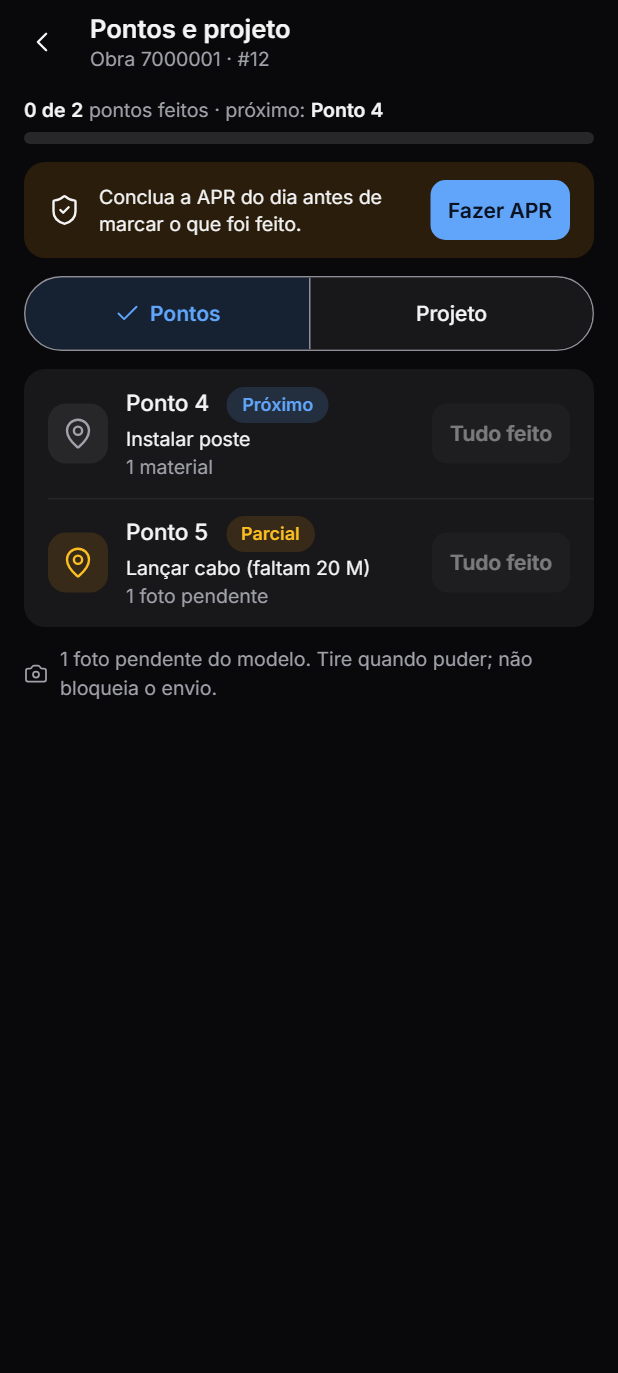 Pontos e projeto
Obra 7000001 · #12
0 de 2 pontos feitos · próximo: Ponto 4
Conclua a APR do dia antes de
marcar o que foi feito.
Fazer APR
Pontos
Projeto
Ponto 4
Próximo
Instalar poste
1 material
Tudo feito
Ponto 5
Parcial
Lançar cabo (faltam 20 M)
1 foto pendente
Tudo feito
1 foto pendente do modelo. Tire quando puder; não
bloqueia o envio.